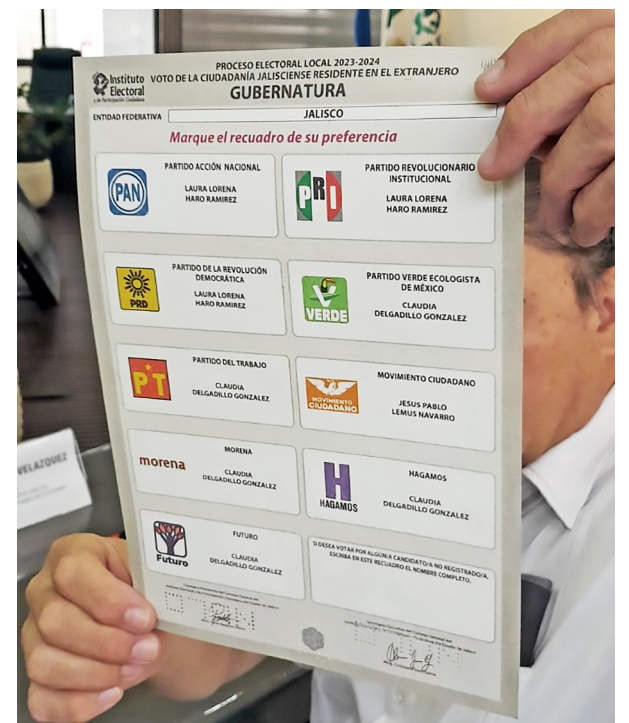 Instituto
Electoral
y de Participación Ciudadana
PROCESO ELECTORAL LOCAL 2023-2024
VOTO DE LA CIUDADANÍA JALISCIENSE RESIDENTE EN EL EXTRANJERO
GUBERNATURA
ENTIDAD FEDERATIVA
JALISCO
Marque el recuadro de su preferencia
PAN
PARTIDO ACCIÓN NACIONAL
LAURA LORENA
HARO RAMIREZ
PRI
PARTIDO REVOLUCIONARIO
INSTITUCIONAL
LAURA LORENA
HARO RAMIREZ
PRD
PARTIDO DE LA REVOLUCIÓN
DEMOCRÁTICA
LAURA LORENA
HARO RAMIREZ
VERDE
PARTIDO VERDE ECOLOGISTA
DE MÉXICO
CLAUDIA
DELGADILLO GONZALEZ
PT
PARTIDO DEL TRABAJO
CLAUDIA
DELGADILLO GONZALEZ
MOVIMIENTO
CIUDADANO
MOVIMIENTO CIUDADANO
JESUS PABLO
LEMUS NAVARRO
morena
MORENA
CLAUDIA
DELGADILLO GONZALEZ
H
HAGAMOS
HAGAMOS
CLAUDIA
DELGADILLO GONZALEZ
Futuro
FUTURO
CLAUDIA
DELGADILLO GONZALEZ
SI DESEA VOTAR POR ALGUN/A CANDIDATO/A NO REGISTRADO/A,
ESCRIBA EN ESTE RECUADRO EL NOMBRE COMPLETO.
VELAZQUEZ